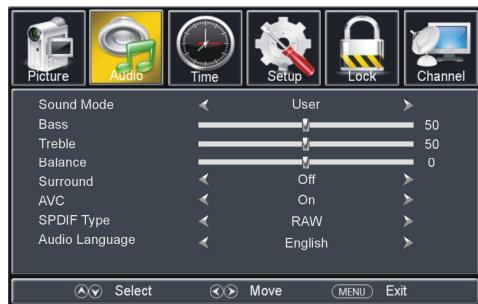 Picture Audio Time Setup Lock Channel
Sound Mode User
Bass 50
Treble 50
Balance 0
Surround Off
AVC On
SPDIF Type RAW
Audio Language English
Select Move MENU Exit